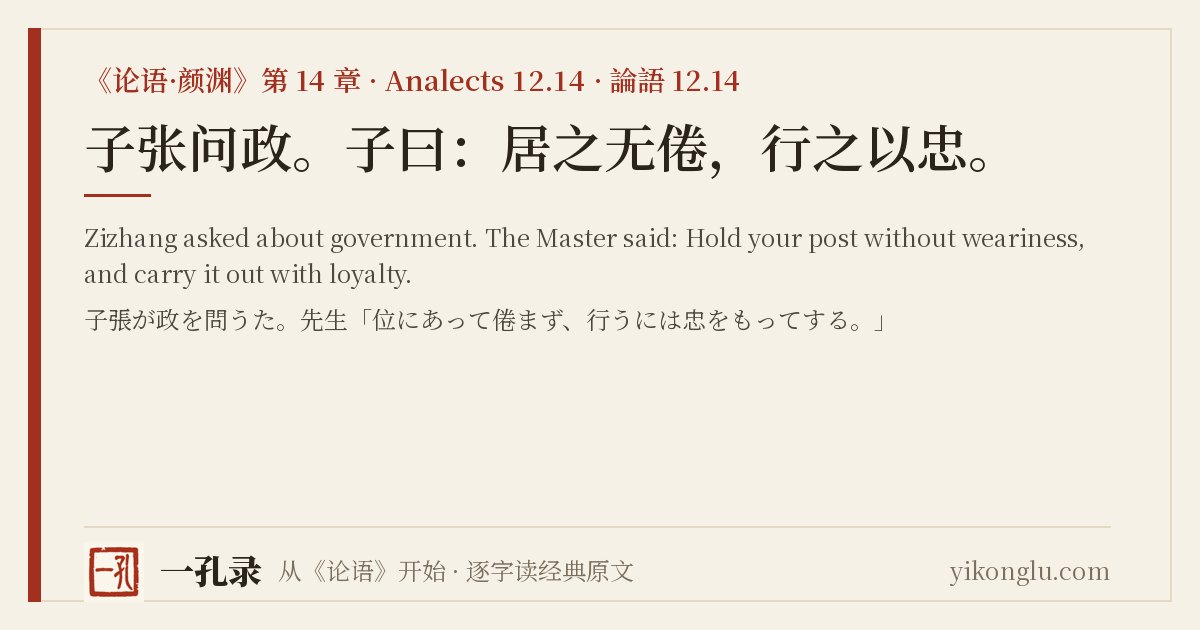 《论语·颜渊》第 14 章 · Analects 12.14 · 論語 12.14
子张问政。子曰：居之无倦，行之以忠。
Zizhang asked about government. The Master said: Hold your post without weariness,
and carry it out with loyalty.
子張が政を問うた。先生「位にあって倦まず、行うには忠をもってする。」
一孔
一孔录 从《论语》开始 · 逐字读经典原文 yikonglu.com